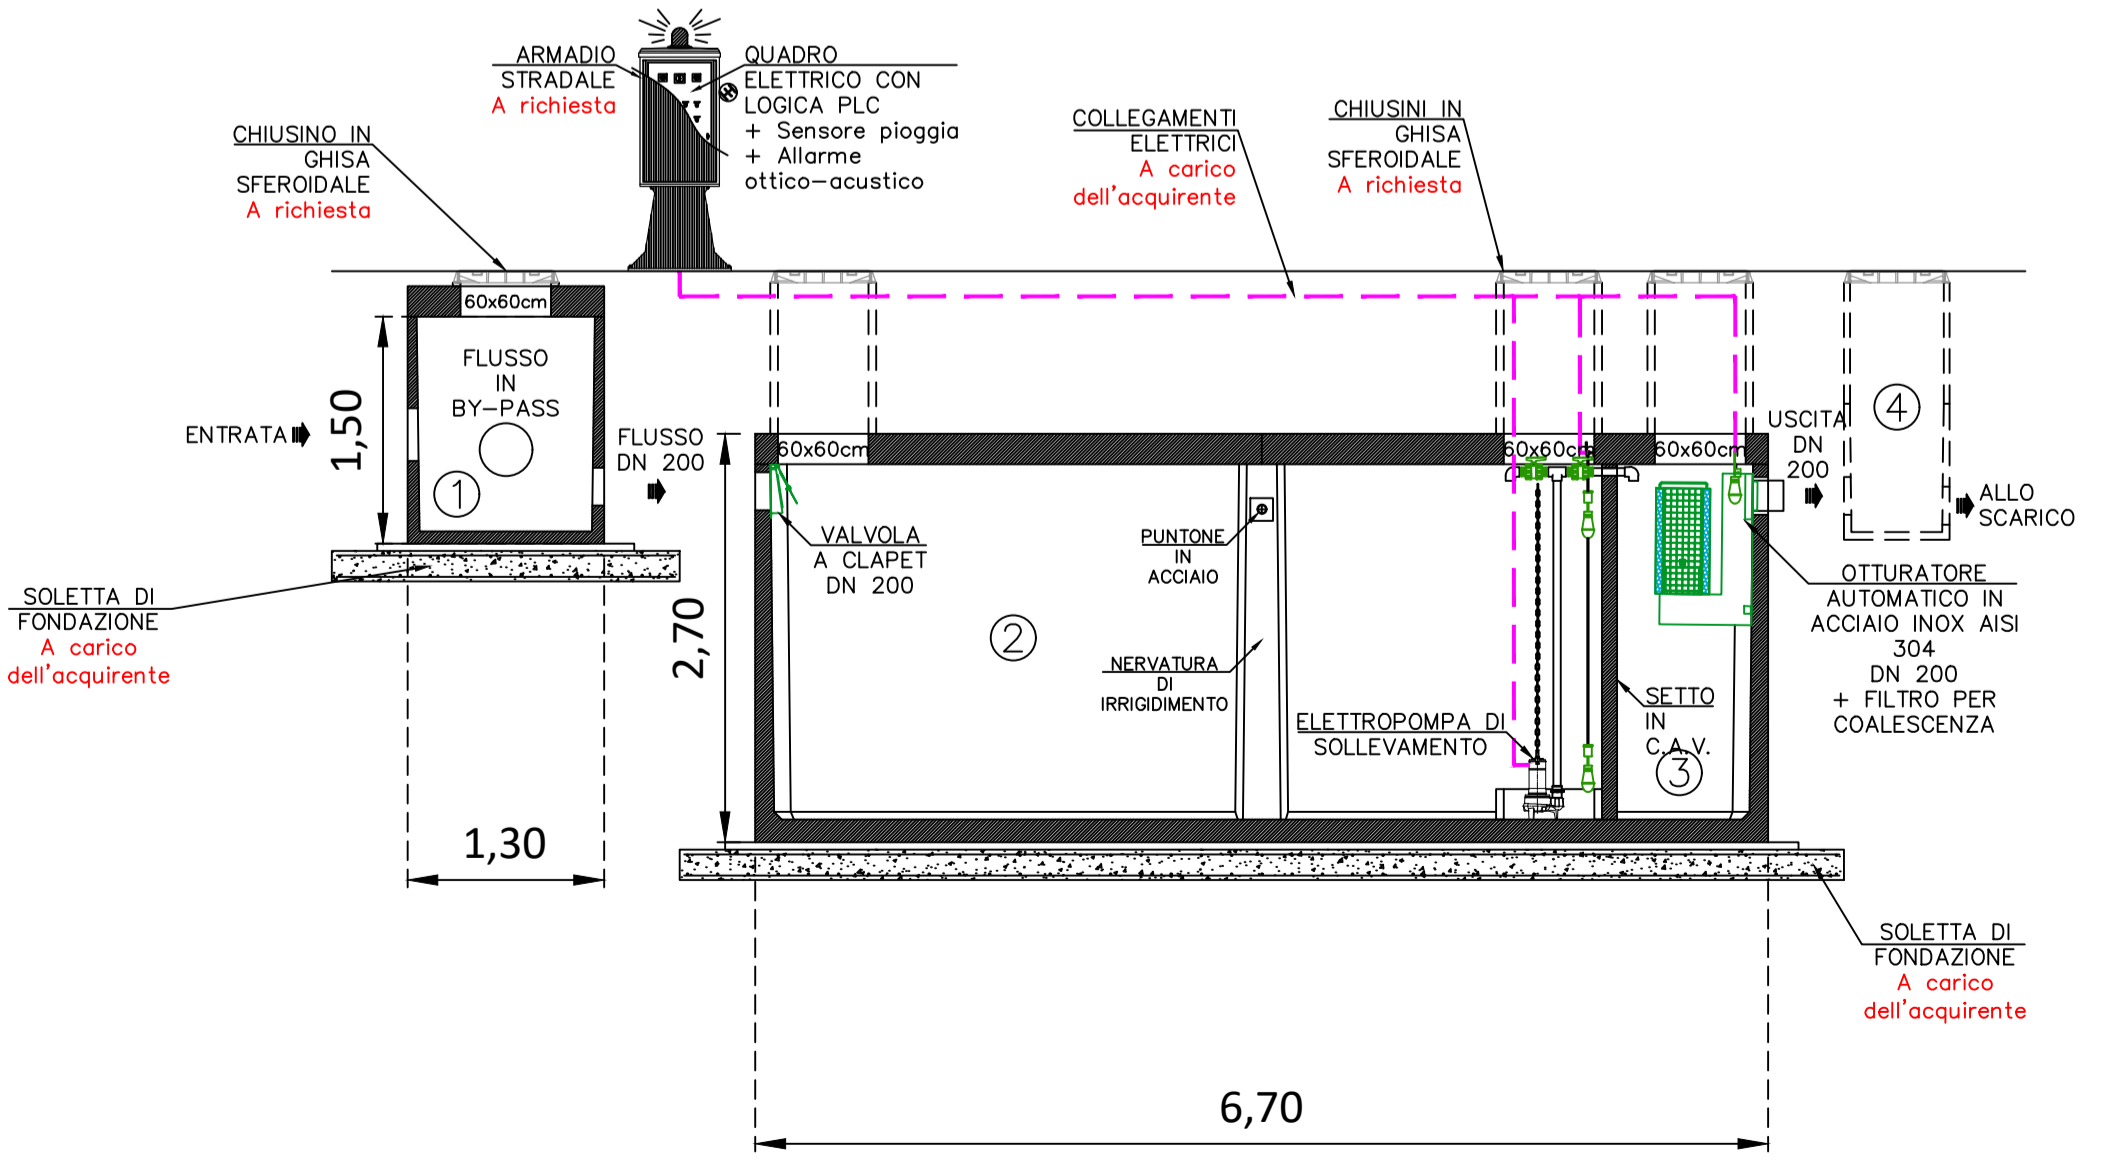 ARMADIO
STRADALE
A richiesta
QUADRO
ELETTRICO CON
LOGICA PLC
+ Sensore pioggia
+ Allarme
ottico-acustico
CHIUSINO IN
GHISA
SFEROIDALE
A richiesta
COLLEGAMENTI
ELETTRICI
A carico
dell'acquirente
CHIUSINI IN
GHISA
SFEROIDALE
A richiesta
60x60cm
FLUSSO
IN
BY-PASS
1
1,50
ENTRATA
FLUSSO
DN 200
SOLETTA DI
FONDAZIONE
A carico
dell'acquirente
1,30
60x60cm
60x60cm
60x60cm
VALVOLA
A CLAPET
DN 200
2
2,70
PUNTONE
IN
ACCIAIO
NERVATURA
DI
IRRIGIDIMENTO
ELETTROPOMPA DI
SOLLEVAMENTO
SETTO
IN
C.A.V.
3
USCITA
DN
200
4
ALLO
SCARICO
OTTURATORE
AUTOMATICO IN
ACCIAIO INOX AISI
304
DN 200
+ FILTRO PER
COALESCENZA
SOLETTA DI
FONDAZIONE
A carico
dell'acquirente
6,70